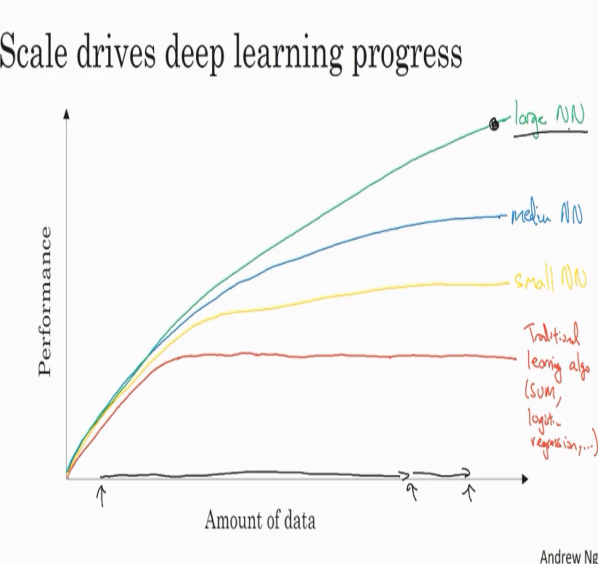 Scale drives deep learning progress
large NN
medium NN
small NN
Traditional
learning algo
(SVM,
logistic
regression,...)
Performance
Amount of data
Andrew Ng